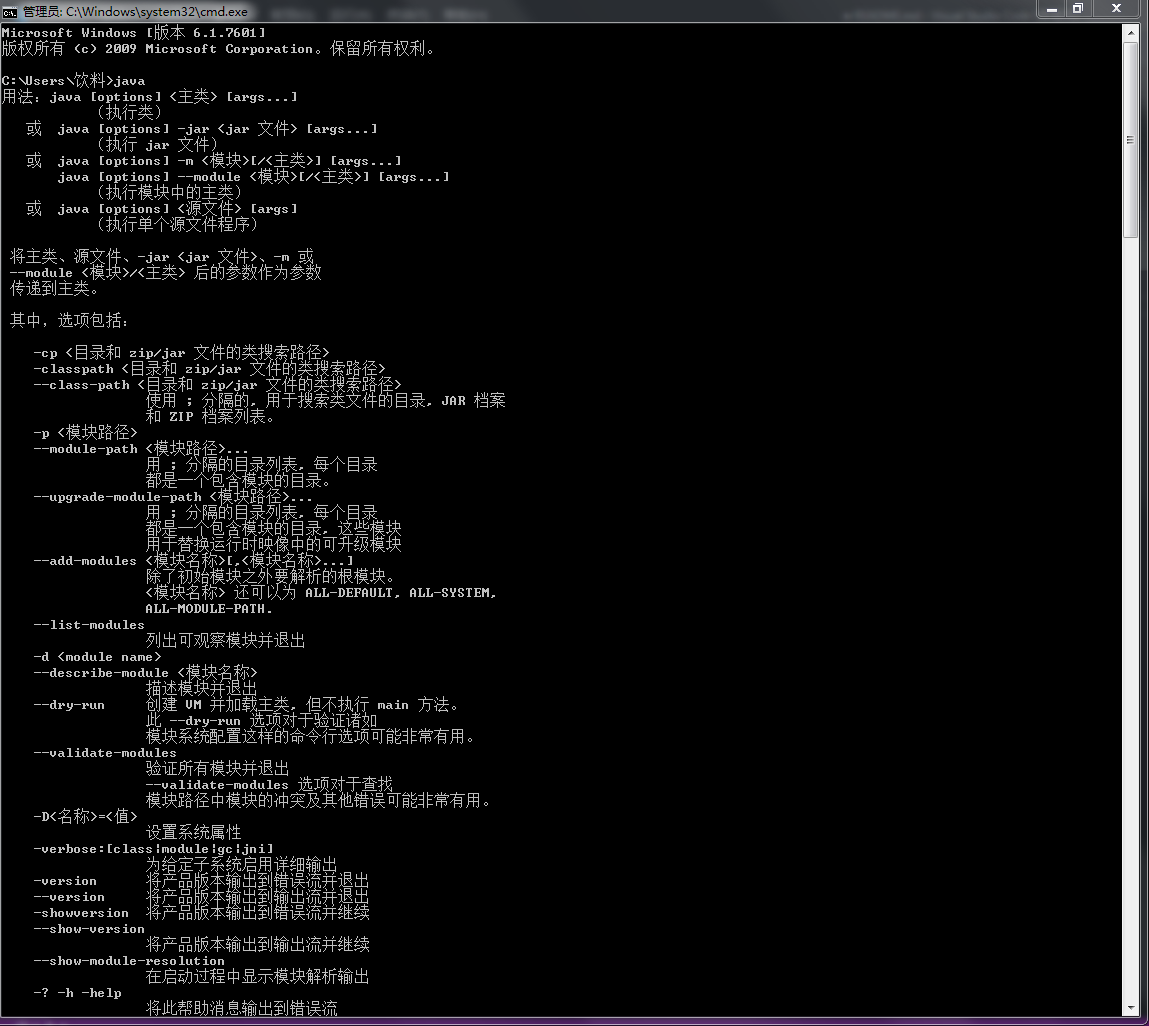 管理员: C:\Windows\system32\cmd.exe
Microsoft Windows [版本 6.1.7601]
版权所有 (c) 2009 Microsoft Corporation。保留所有权利。
C:\Users\饮料>java
用法: java [options] <主类> [args...]
(执行类)
或 java [options] -jar <jar 文件> [args...]
(执行 jar 文件)
或 java [options] -m <模块>[/<主类>] [args...]
java [options] --module <模块>[/<主类>] [args...]
(执行模块中的主类)
或 java [options] <源文件> [args]
(执行单个源文件程序)
将主类、源文件、-jar <jar 文件>、-m 或
--module <模块>/<主类> 后的参数作为参数
传递到主类。
其中,选项包括:
-cp <目录和 zip/jar 文件的类搜索路径>
-classpath <目录和 zip/jar 文件的类搜索路径>
--class-path <目录和 zip/jar 文件的类搜索路径>
使用 ; 分隔的, 用于搜索类文件的目录, JAR 档案
和 ZIP 档案列表。
-p <模块路径>
--module-path <模块路径>...
用 ; 分隔的目录列表, 每个目录
都是一个包含模块的目录。
--upgrade-module-path <模块路径>...
用 ; 分隔的目录列表, 每个目录
都是一个包含模块的目录, 这些模块
用于替换运行时映像中的可升级模块
--add-modules <模块名称>[,<模块名称>...]
除了初始模块之外要解析的根模块。
<模块名称> 还可以为 ALL-DEFAULT, ALL-SYSTEM,
ALL-MODULE-PATH.
--list-modules
列出可观察模块并退出
-d <module name>
--describe-module <模块名称>
描述模块并退出
--dry-run 创建 VM 并加载主类, 但不执行 main 方法。
此 --dry-run 选项对于验证诸如
模块系统配置这样的命令行选项可能非常有用。
--validate-modules
验证所有模块并退出
--validate-modules 选项对于查找
模块路径中模块的冲突及其他错误可能非常有用。
-D<名称>=<值>
设置系统属性
-verbose:[class|module|gc|jni]
为给定子系统启用详细输出
-version 将产品版本输出到错误流并退出
--version 将产品版本输出到输出流并退出
-showversion 将产品版本输出到错误流并继续
--show-version
将产品版本输出到输出流并继续
--show-module-resolution
在启动过程中显示模块解析输出
-? -h -help
将此帮助消息输出到错误流